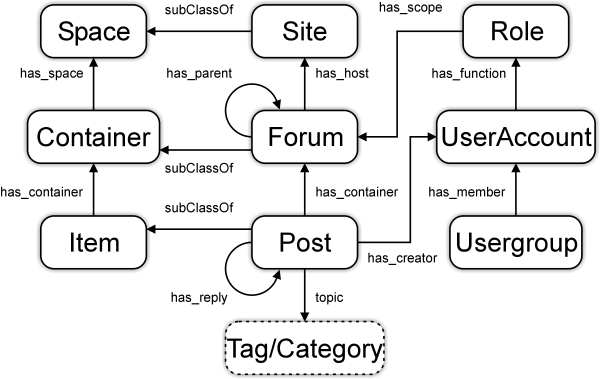 subClassOf
has_scope
Space
Site
Role
has_space
has_parent
has_host
has_function
Container
Forum
UserAccount
subClassOf
has_container
has_container
has_member
subClassOf
Item
Post
Usergroup
has_creator
has_reply
topic
Tag/Category